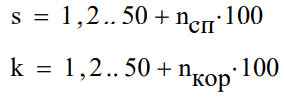 s = 1 ,2 .. 50 + nсп·100
k = 1 ,2 .. 50 + nкор·100